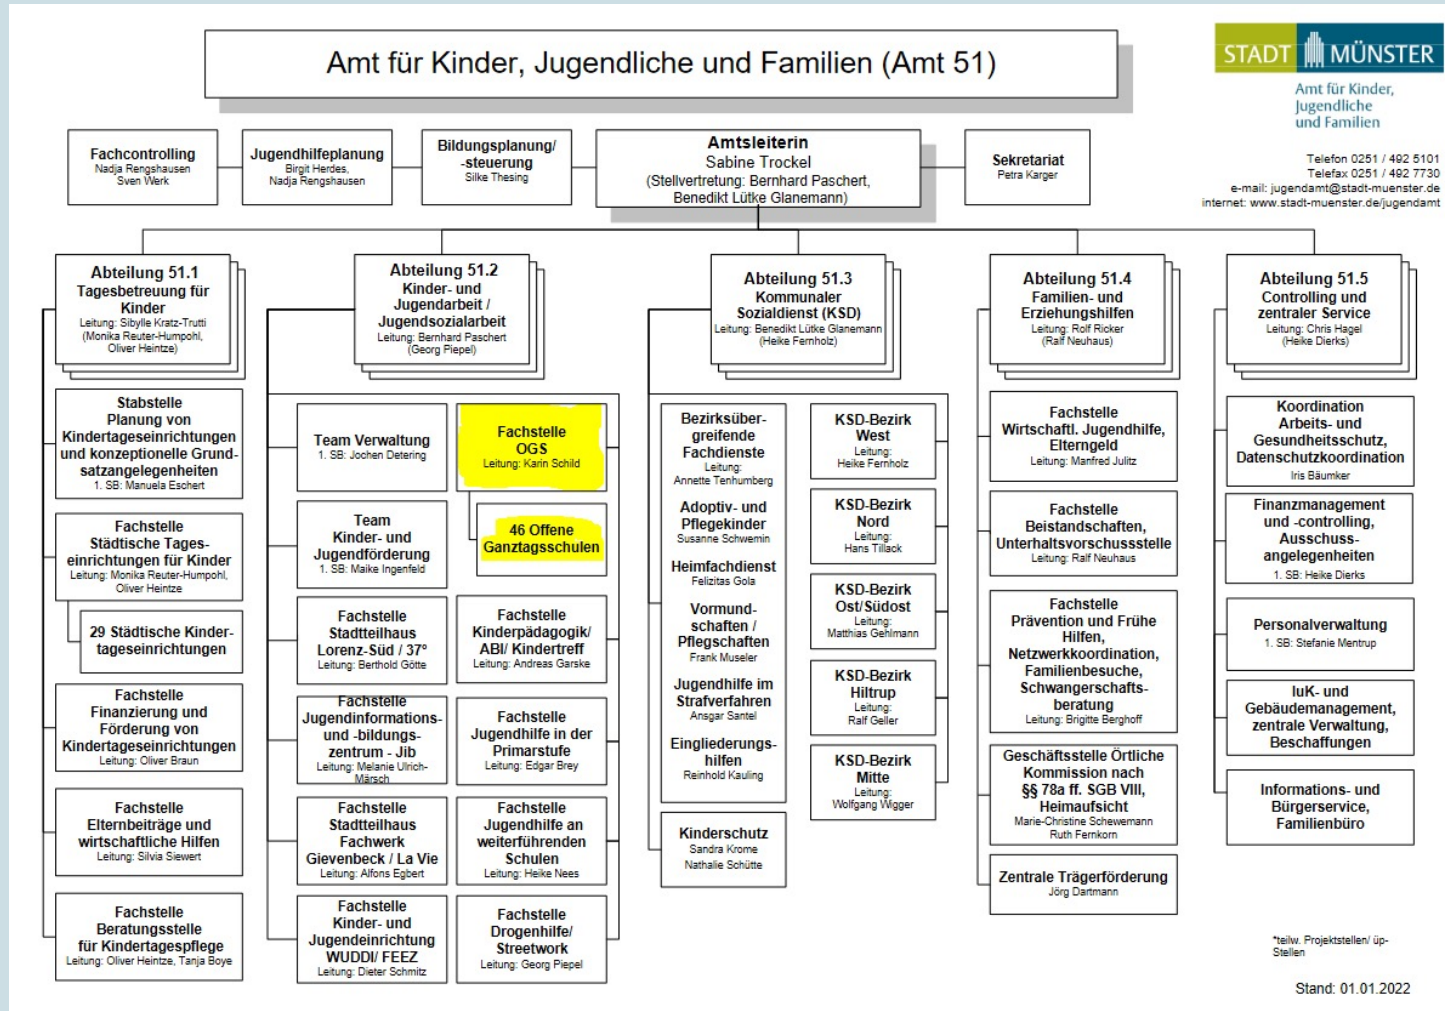 Amt für Kinder, Jugendliche und Familien (Amt 51)
STADT MÜNSTER
Amt für Kinder,
Jugendliche
und Familien
Telefon 0251 / 492 5101
Telefax 0251 / 492 7730
e-mail: jugendamt@stadt-muenster.de
internet: www.stadt-muenster.de/jugendamt
Fachcontrolling
Nadja Rengshausen
Sven Werk
Jugendhilfeplanung
Birgit Herdes,
Nadja Rengshausen
Bildungsplanung/
-steuerung
Silke Thesing
Amtsleiterin
Sabine Trockel
(Stellvertretung: Bernhard Paschert,
Benedikt Lütke Glanemann)
Sekretariat
Petra Karger
Abteilung 51.1
Tagesbetreuung für
Kinder
Leitung: Sibylle Kratz-Trutti
(Monika Reuter-Humpohl,
Oliver Heintze)
Stabstelle
Planung von
Kindertageseinrichtungen
und konzeptionelle Grund-
satzangelegenheiten
1. SB: Manuela Eschert
Fachstelle
Städtische Tages-
einrichtungen für Kinder
Leitung: Monika Reuter-Humpohl,
Oliver Heintze
29 Städtische Kinder-
tageseinrichtungen
Fachstelle
Finanzierung und
Förderung von
Kindertageseinrichtungen
Leitung: Oliver Braun
Fachstelle
Elternbeiträge und
wirtschaftliche Hilfen
Leitung: Silvia Siewert
Fachstelle
Beratungsstelle
für Kindertagespflege
Leitung: Oliver Heintze, Tanja Boye
Abteilung 51.2
Kinder- und
Jugendarbeit /
Jugendsozialarbeit
Leitung: Bernhard Paschert
(Georg Piepel)
Team Verwaltung
1. SB: Jochen Detering
Team
Kinder- und
Jugendförderung
1. SB: Maike Ingenfeld
Fachstelle
Stadtteilhaus
Lorenz-Süd / 37°
Leitung: Berthold Götte
Fachstelle
Jugendinformations-
und -bildungs-
zentrum - Jib
Leitung: Melanie Ulrich-
Märsch
Fachstelle
Stadtteilhaus
Fachwerk
Gievenbeck / La Vie
Leitung: Alfons Egbert
Fachstelle
Kinder- und
Jugendeinrichtung
WUDDI/ FEEZ
Leitung: Dieter Schmitz
Fachstelle
OGS
Leitung: Karin Schild
46 Offene
Ganztagsschulen
Fachstelle
Kinderpädagogik/
ABI/ Kindertreff
Leitung: Andreas Garske
Fachstelle
Jugendhilfe in der
Primarstufe
Leitung: Edgar Brey
Fachstelle
Jugendhilfe an
weiterführenden
Schulen
Leitung: Heike Nees
Fachstelle
Drogenhilfe/
Streetwork
Leitung: Georg Piepel
Abteilung 51.3
Kommunaler
Sozialdienst (KSD)
Leitung: Benedikt Lütke Glanemann
(Heike Fernholz)
Bezirksüber-
greifende
Fachdienste
Leitung:
Annette Tenhumberg
Adoptiv- und
Pflegekinder
Susanne Schwemin
Heimfachdienst
Felizitas Gola
Vormund-
schaften /
Pflegschaften
Frank Museler
Jugendhilfe im
Strafverfahren
Ansgar Santel
Eingliederungs-
hilfen
Reinhold Kauling
Kinderschutz
Sandra Krome
Nathalie Schütte
KSD-Bezirk
West
Leitung:
Heike Fernholz
KSD-Bezirk
Nord
Leitung:
Hans Tillack
KSD-Bezirk
Ost/Südost
Leitung:
Matthias Gehlmann
KSD-Bezirk
Hiltrup
Leitung:
Ralf Geller
KSD-Bezirk
Mitte
Leitung:
Wolfgang Wigger
Abteilung 51.4
Familien- und
Erziehungshilfen
Leitung: Rolf Ricker
(Ralf Neuhaus)
Fachstelle
Wirtschaftl. Jugendhilfe,
Elterngeld
Leitung: Manfred Julitz
Fachstelle
Beistandschaften,
Unterhaltsvorschussstelle
Leitung: Ralf Neuhaus
Fachstelle
Prävention und Frühe
Hilfen,
Netzwerkkoordination,
Familienbesuche,
Schwangerschafts-
beratung
Leitung: Brigitte Berghoff
Geschäftsstelle Örtliche
Kommission nach
§§ 78a ff. SGB VIII,
Heimaufsicht
Marie-Christine Schewemann
Ruth Fernkorn
Zentrale Trägerförderung
Jörg Dartmann
Abteilung 51.5
Controlling und
zentraler Service
Leitung: Chris Hagel
(Heike Dierks)
Koordination
Arbeits- und
Gesundheitsschutz,
Datenschutzkoordination
Iris Bäumker
Finanzmanagement
und -controlling,
Ausschuss-
angelegenheiten
1. SB: Heike Dierks
Personalverwaltung
1. SB: Stefanie Mentrup
IuK- und
Gebäudemanagement,
zentrale Verwaltung,
Beschaffungen
Informations- und
Bürgerservice,
Familienbüro
*teilw. Projektstellen/ üp-
Stellen
Stand: 01.01.2022